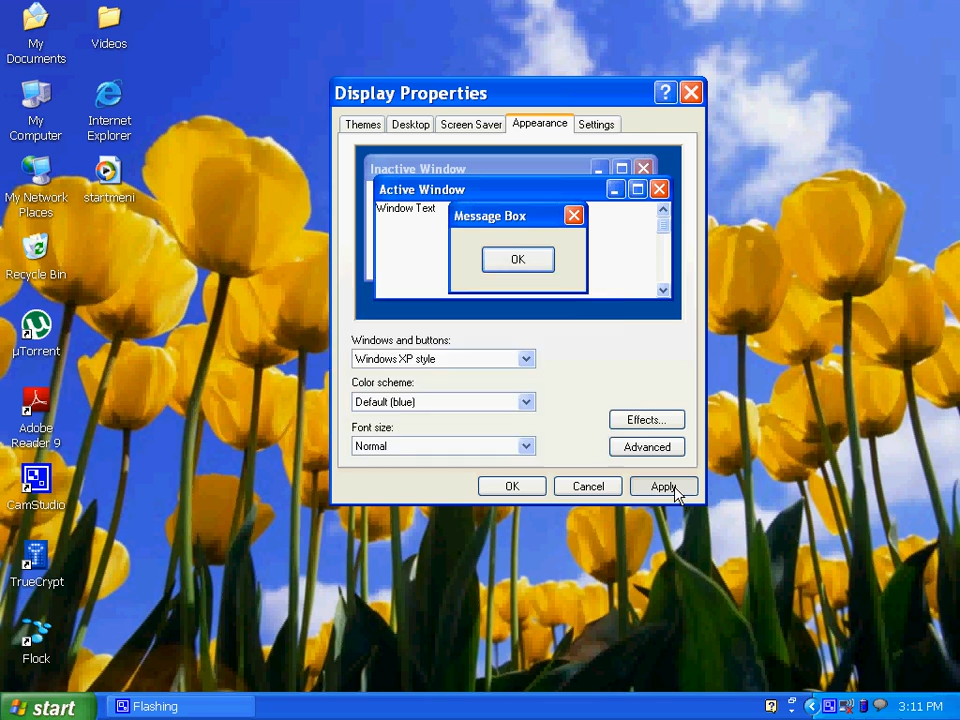 My
Documents
Videos
My
Computer
Internet
Explorer
My Network
Places
startmeni
Recycle Bin
µTorrent
Adobe
Reader 9
CamStudio
TrueCrypt
Flock
Display Properties
Themes
Desktop
Screen Saver
Appearance
Settings
Inactive Window
Active Window
Window Text
Message Box
OK
Windows and buttons:
Windows XP style
Color scheme:
Default (blue)
Effects...
Font size:
Normal
Advanced
OK
Cancel
Apply
start
Flashing
3:11 PM